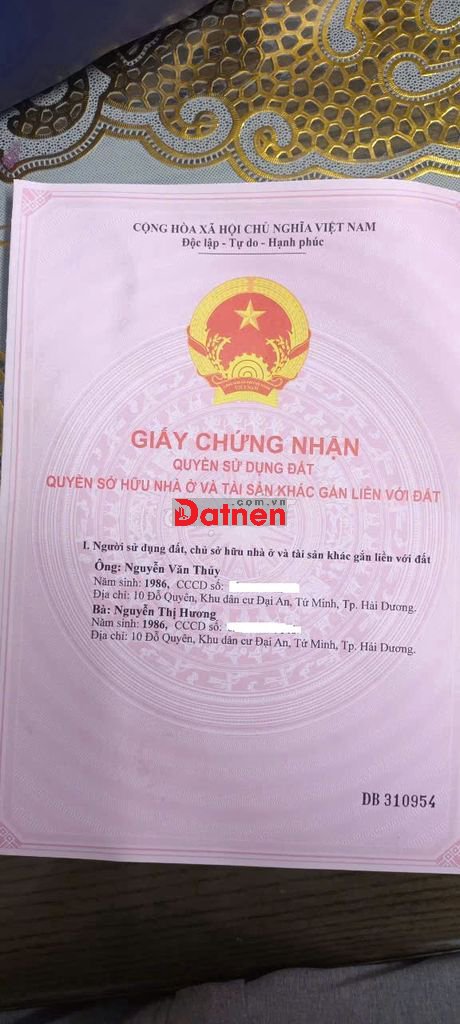 CỘNG HÒA XÃ HỘI CHỦ NGHĨA VIỆT NAM
Độc lập - Tự do - Hạnh phúc
VIỆT NAM
GIẤY CHỨNG NHẬN
QUYỀN SỬ DỤNG ĐẤT
QUYỀN SỞ HỮU NHÀ Ở VÀ TÀI SẢN KHÁC GẮN LIỀN VỚI ĐẤT
.com.vn
Datnen
I. Người sử dụng đất, chủ sở hữu nhà ở và tài sản khác gắn liền với đất
Ông: Nguyễn Văn Thủy
Năm sinh: 1986, CCCD số:
Địa chỉ: 10 Đỗ Quyên, Khu dân cư Đại An, Tứ Minh, Tp. Hải Dương.
Bà: Nguyễn Thị Hương
Năm sinh: 1986, CCCD số:
Địa chỉ: 10 Đỗ Quyên, Khu dân cư Đại An, Tứ Minh, Tp. Hải Dương.
DB 310954